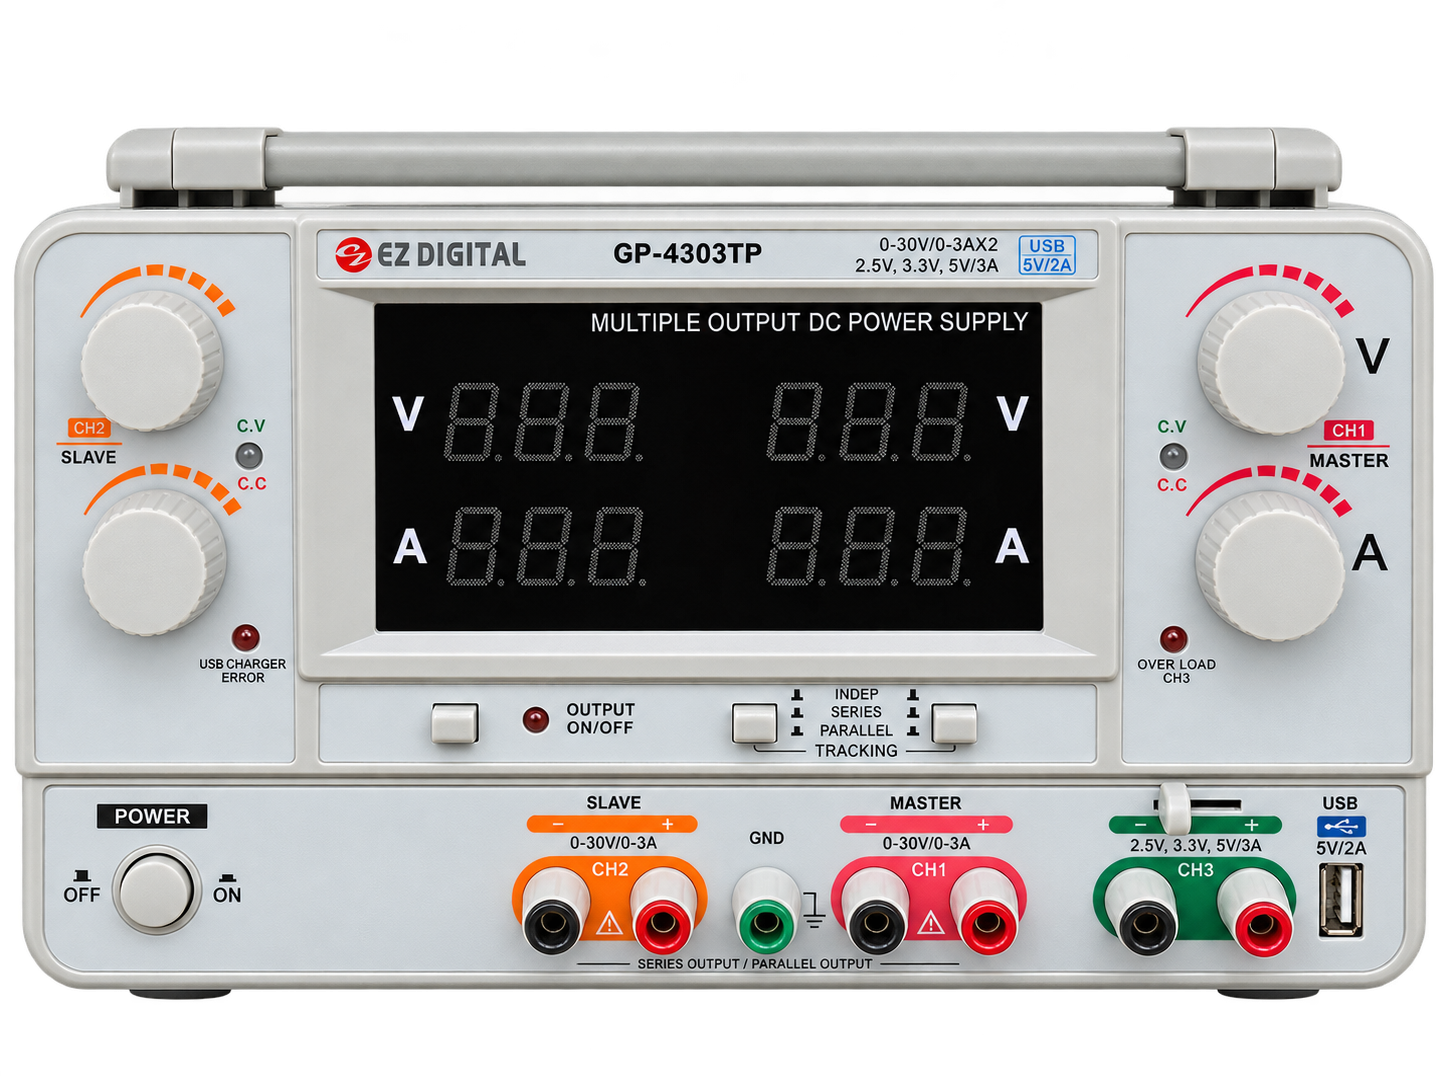 EZ DIGITAL
GP-4303TP
0-30V/0-3AX2
2.5V, 3.3V, 5V/3A
USB
5V/2A
MULTIPLE OUTPUT DC POWER SUPPLY
V
V
A
A
CH2
SLAVE
C.V
C.C
USB CHARGER
ERROR
V
C.V
C.C
CH1
MASTER
A
OVER LOAD
CH3
OUTPUT
ON/OFF
INDEP
SERIES
PARALLEL
TRACKING
POWER
OFF
ON
SLAVE
- +
0-30V/0-3A
CH2
GND
MASTER
- +
0-30V/0-3A
CH1
SERIES OUTPUT / PARALLEL OUTPUT
- +
2.5V, 3.3V, 5V/3A
CH3
USB
5V/2A